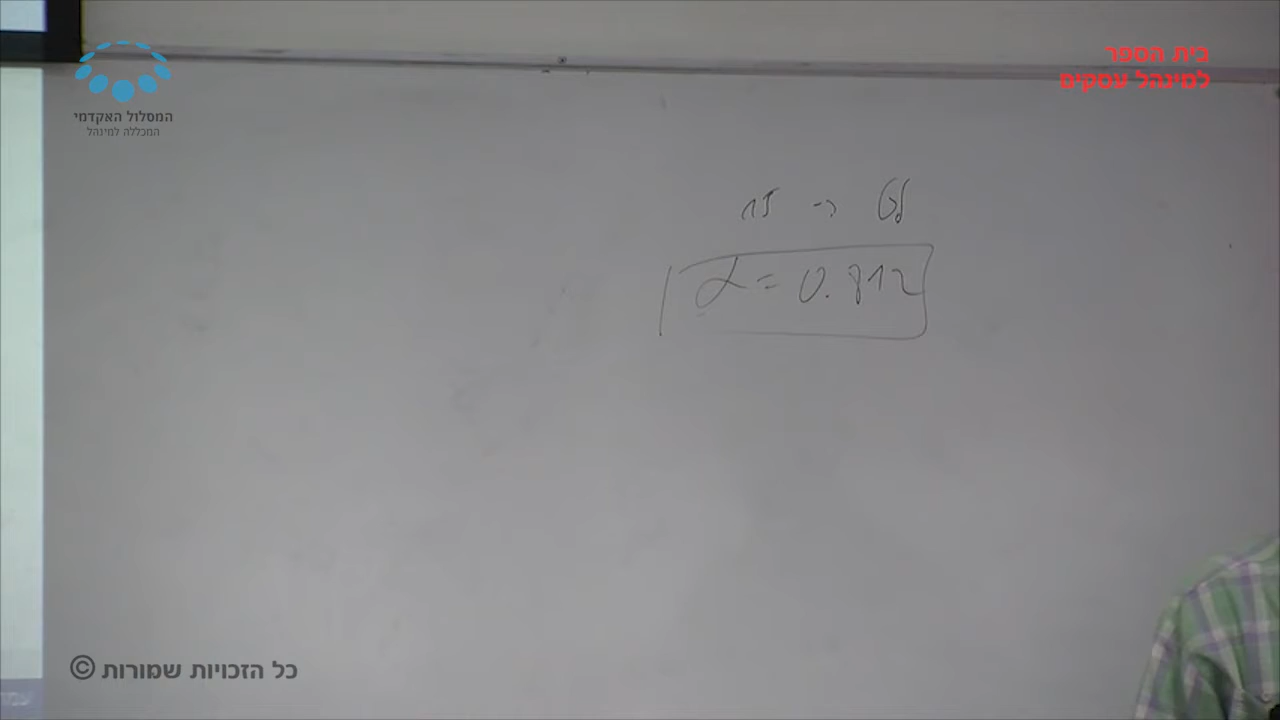 בית הספר
למינהל עסקים
המסלול האקדמי
המכללה למינהל
α = 0.812
כל הזכויות שמורות ©